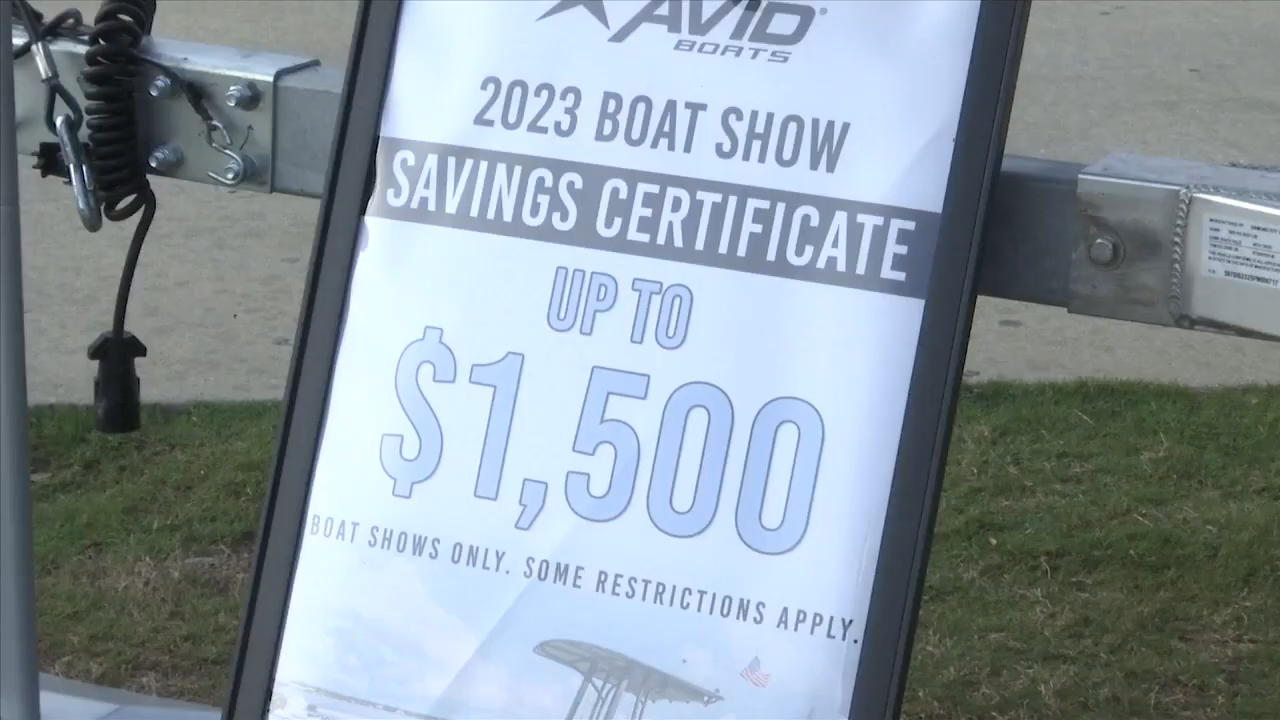 AVID
BOATS
2023 BOAT SHOW
SAVINGS CERTIFICATE
UP TO
$1,500
BOAT SHOWS ONLY. SOME RESTRICTIONS APPLY.